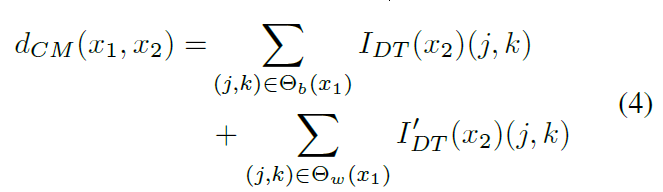 d_{CM}(x_1, x_2) = \sum_{(j,k) \in \Theta_b(x_1)} I_{DT}(x_2)(j, k)
+ \sum_{(j,k) \in \Theta_w(x_1)} I'_{DT}(x_2)(j, k) (4)